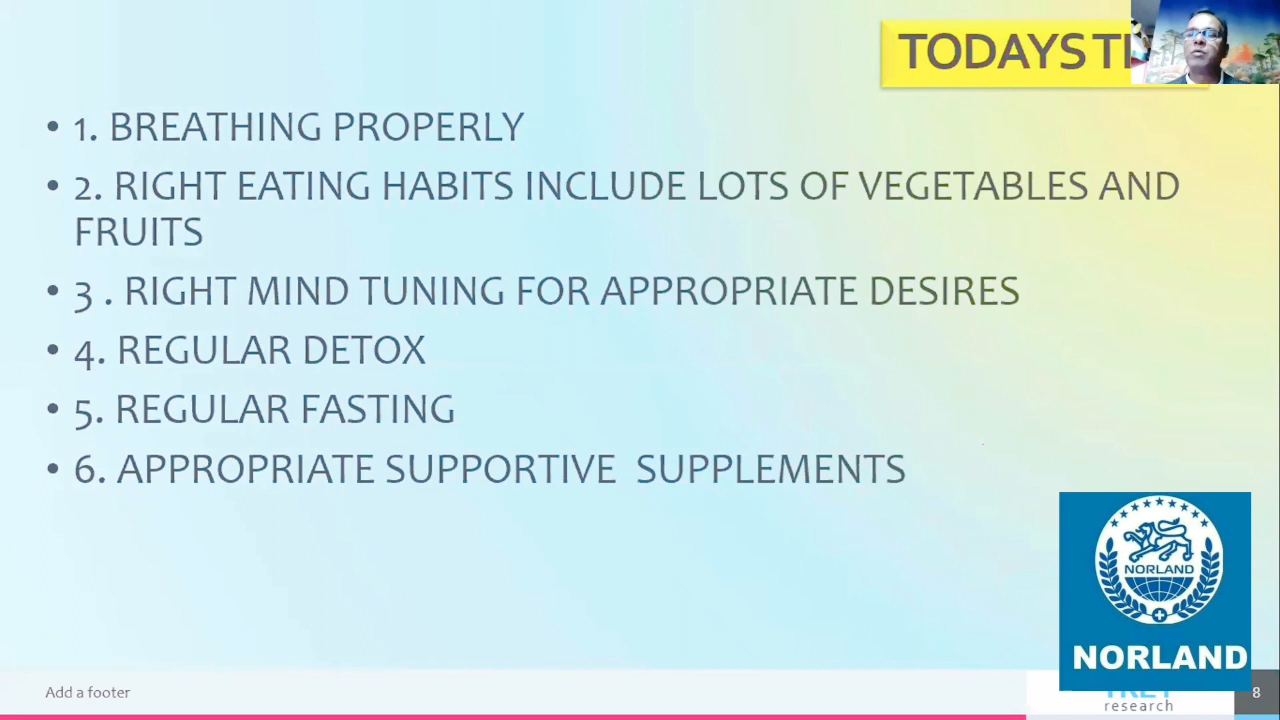 TODAYS
• 1. BREATHING PROPERLY
• 2. RIGHT EATING HABITS INCLUDE LOTS OF VEGETABLES AND
FRUITS
• 3 . RIGHT MIND TUNING FOR APPROPRIATE DESIRES
• 4. REGULAR DETOX
• 5. REGULAR FASTING
• 6. APPROPRIATE SUPPORTIVE SUPPLEMENTS
NORLAND
NORLAND
Add a footer
research
8